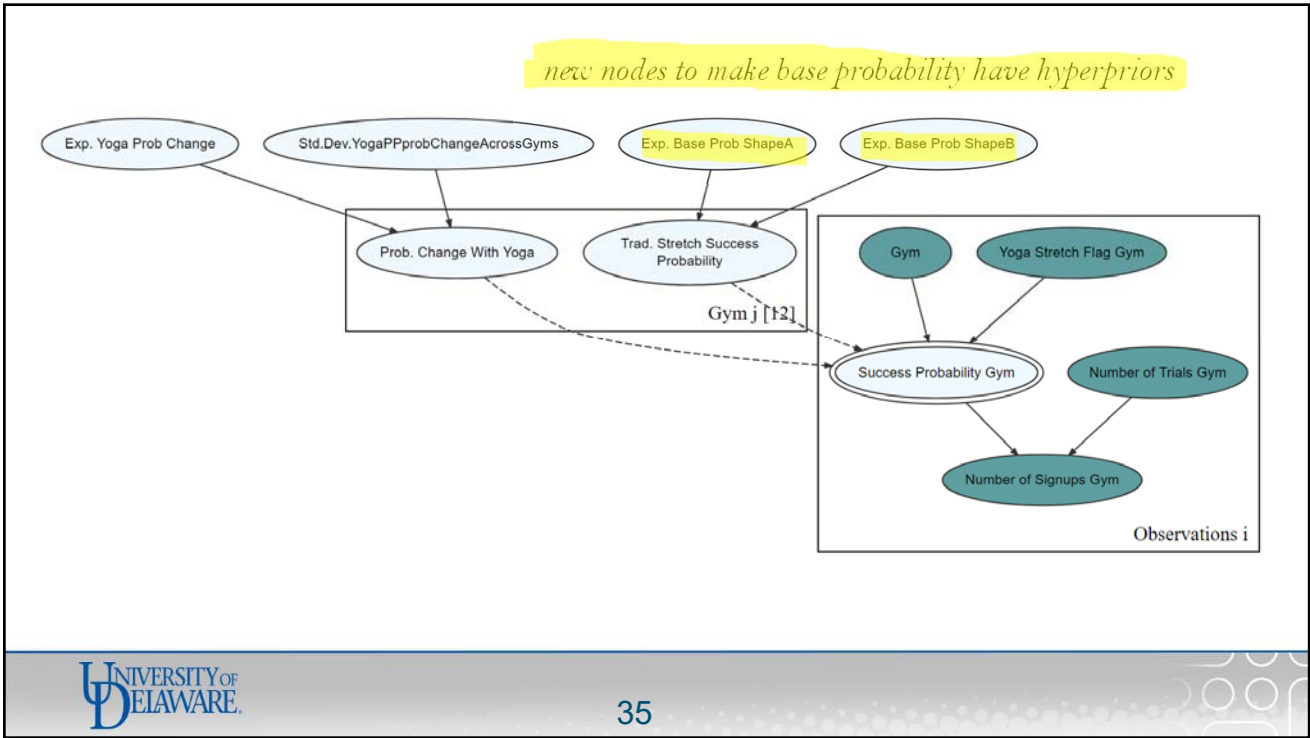 new nodes to make base probability have hyperpriors
Exp. Yoga Prob Change
Std.Dev.YogaPPprobChangeAcrossGyms
Exp. Base Prob ShapeA
Exp. Base Prob ShapeB
Prob. Change With Yoga
Trad. Stretch Success
Probability
Gym j [12]
Gym
Yoga Stretch Flag Gym
Success Probability Gym
Number of Trials Gym
Number of Signups Gym
Observations i
UNIVERSITY OF
DELAWARE.
35